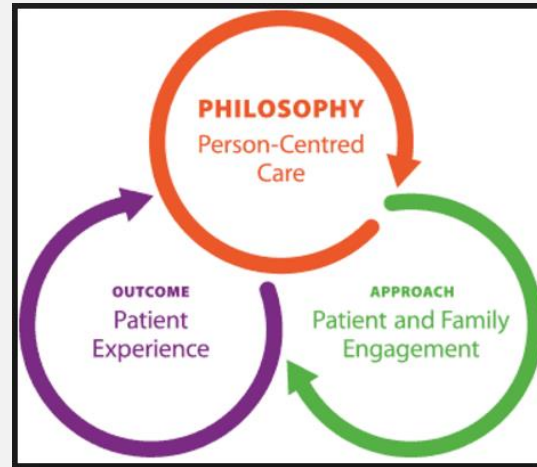 PHILOSOPHY
Person-Centred
Care
OUTCOME
Patient
Experience
APPROACH
Patient and Family
Engagement